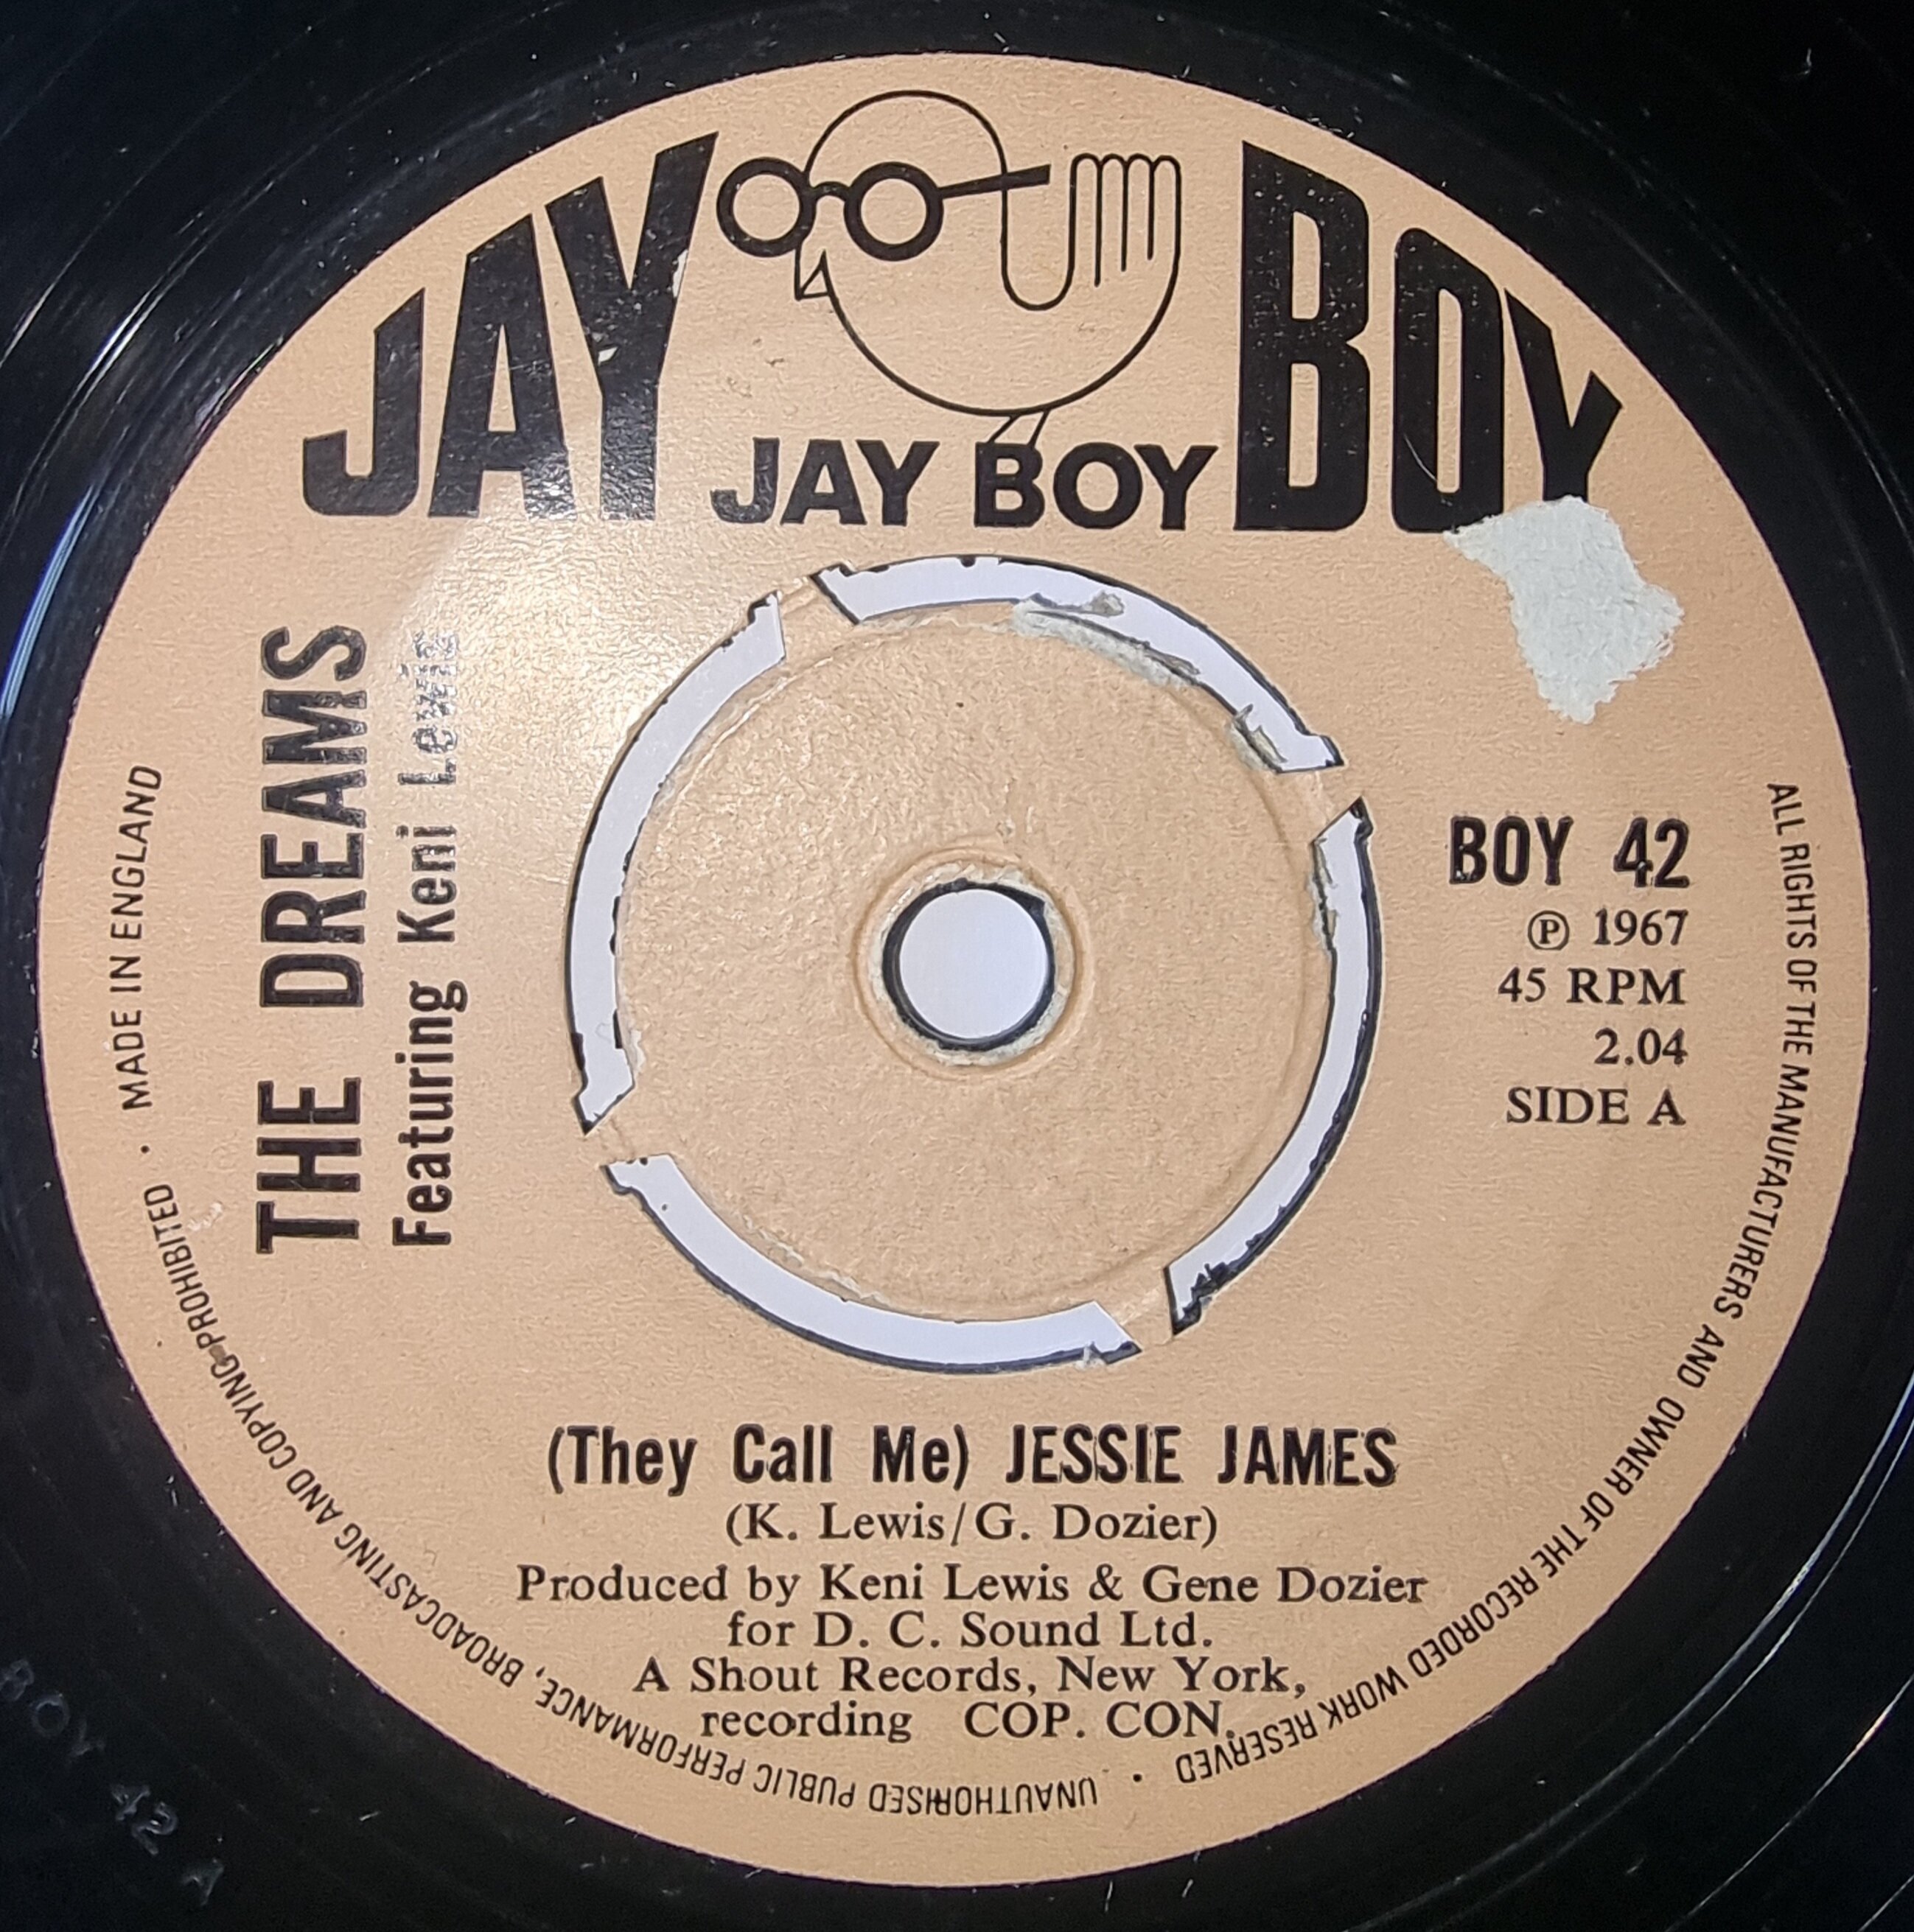 JAY BOY
JAY BOY
THE DREAMS
Featuring Keni Lewis
BOY 42
℗ 1967
45 RPM
2.04
SIDE A
(They Call Me) JESSIE JAMES
(K. Lewis/G. Dozier)
Produced by Keni Lewis & Gene Dozier
for D. C. Sound Ltd.
A Shout Records, New York,
recording COP. CON.
ALL RIGHTS OF THE MANUFACTURERS AND OWNER OF THE RECORDED WORK RESERVED · UNAUTHORISED PUBLIC PERFORMANCE, BROADCASTING AND COPYING PROHIBITED · MADE IN ENGLAND
BOY 42 A